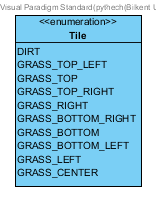 Visual Paradigm Standard(pythech(Bilkent U
<<enumeration>>
Tile
DIRT
GRASS_TOP_LEFT
GRASS_TOP
GRASS_TOP_RIGHT
GRASS_RIGHT
GRASS_BOTTOM_RIGHT
GRASS_BOTTOM
GRASS_BOTTOM_LEFT
GRASS_LEFT
GRASS_CENTER